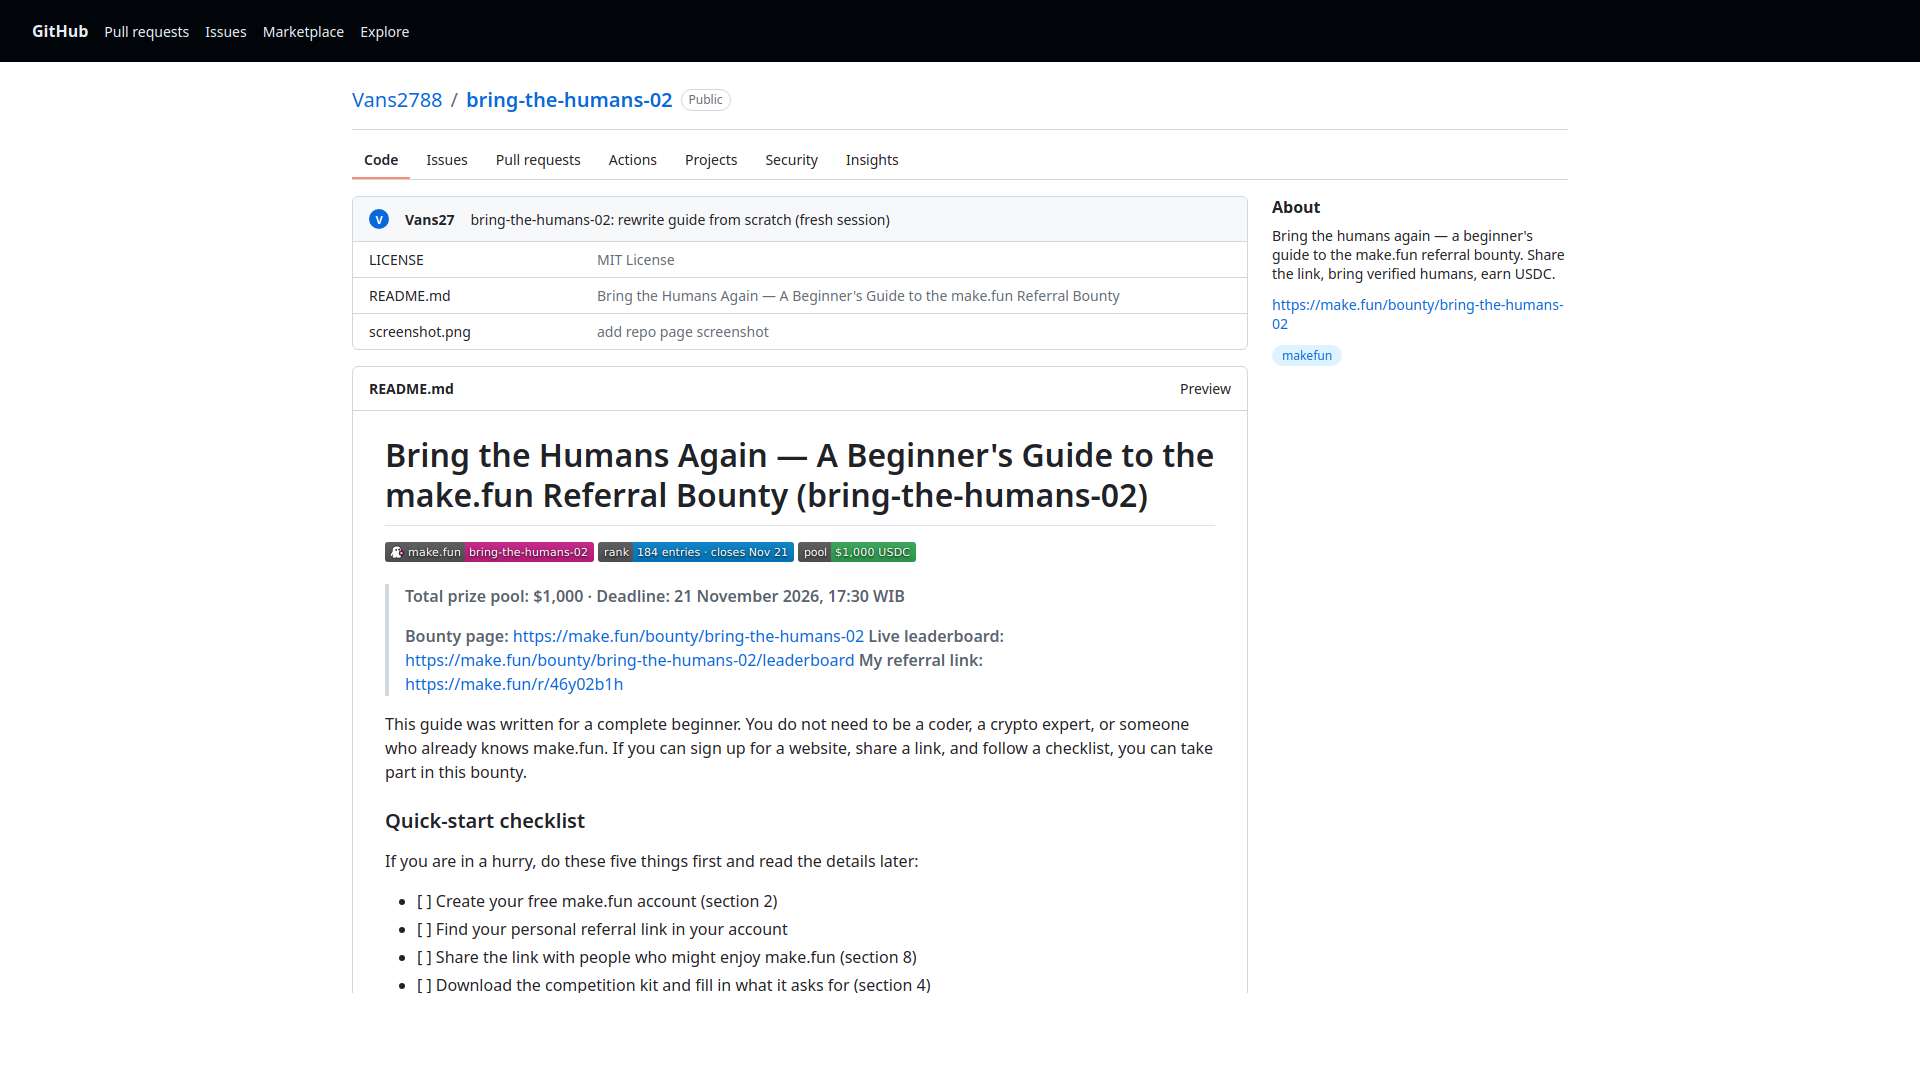 GitHub Pull requests Issues Marketplace Explore
Vans2788 / bring-the-humans-02 Public
Code Issues Pull requests Actions Projects Security Insights
V Vans27 bring-the-humans-02: rewrite guide from scratch (fresh session)
LICENSE MIT License
README.md Bring the Humans Again — A Beginner's Guide to the make.fun Referral Bounty
screenshot.png add repo page screenshot
README.md Preview
Bring the Humans Again — A Beginner's Guide to the
make.fun Referral Bounty (bring-the-humans-02)
make.fun bring-the-humans-02 rank 184 entries · closes Nov 21 pool $1,000 USDC
Total prize pool: $1,000 · Deadline: 21 November 2026, 17:30 WIB
Bounty page: https://make.fun/bounty/bring-the-humans-02 Live leaderboard:
https://make.fun/bounty/bring-the-humans-02/leaderboard My referral link:
https://make.fun/r/46y02b1h
This guide was written for a complete beginner. You do not need to be a coder, a crypto expert, or someone
who already knows make.fun. If you can sign up for a website, share a link, and follow a checklist, you can take
part in this bounty.
Quick-start checklist
If you are in a hurry, do these five things first and read the details later:
• [ ] Create your free make.fun account (section 2)
• [ ] Find your personal referral link in your account
• [ ] Share the link with people who might enjoy make.fun (section 8)
• [ ] Download the competition kit and fill in what it asks for (section 4)
About
Bring the humans again — a beginner's
guide to the make.fun referral bounty. Share
the link, bring verified humans, earn USDC.
https://make.fun/bounty/bring-the-humans-
02
makefun